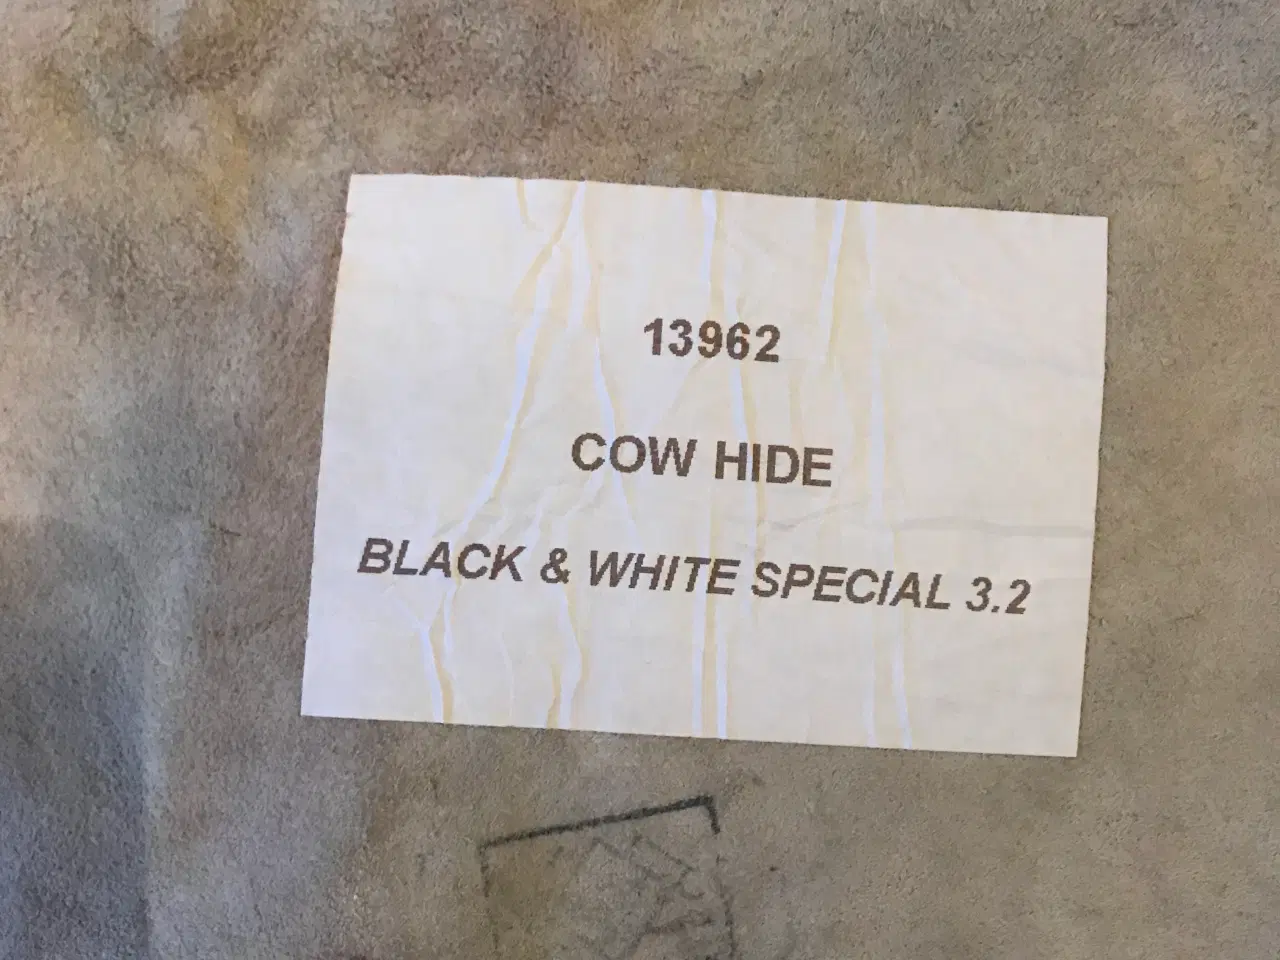 13962
COW HIDE
BLACK & WHITE SPECIAL 3.2